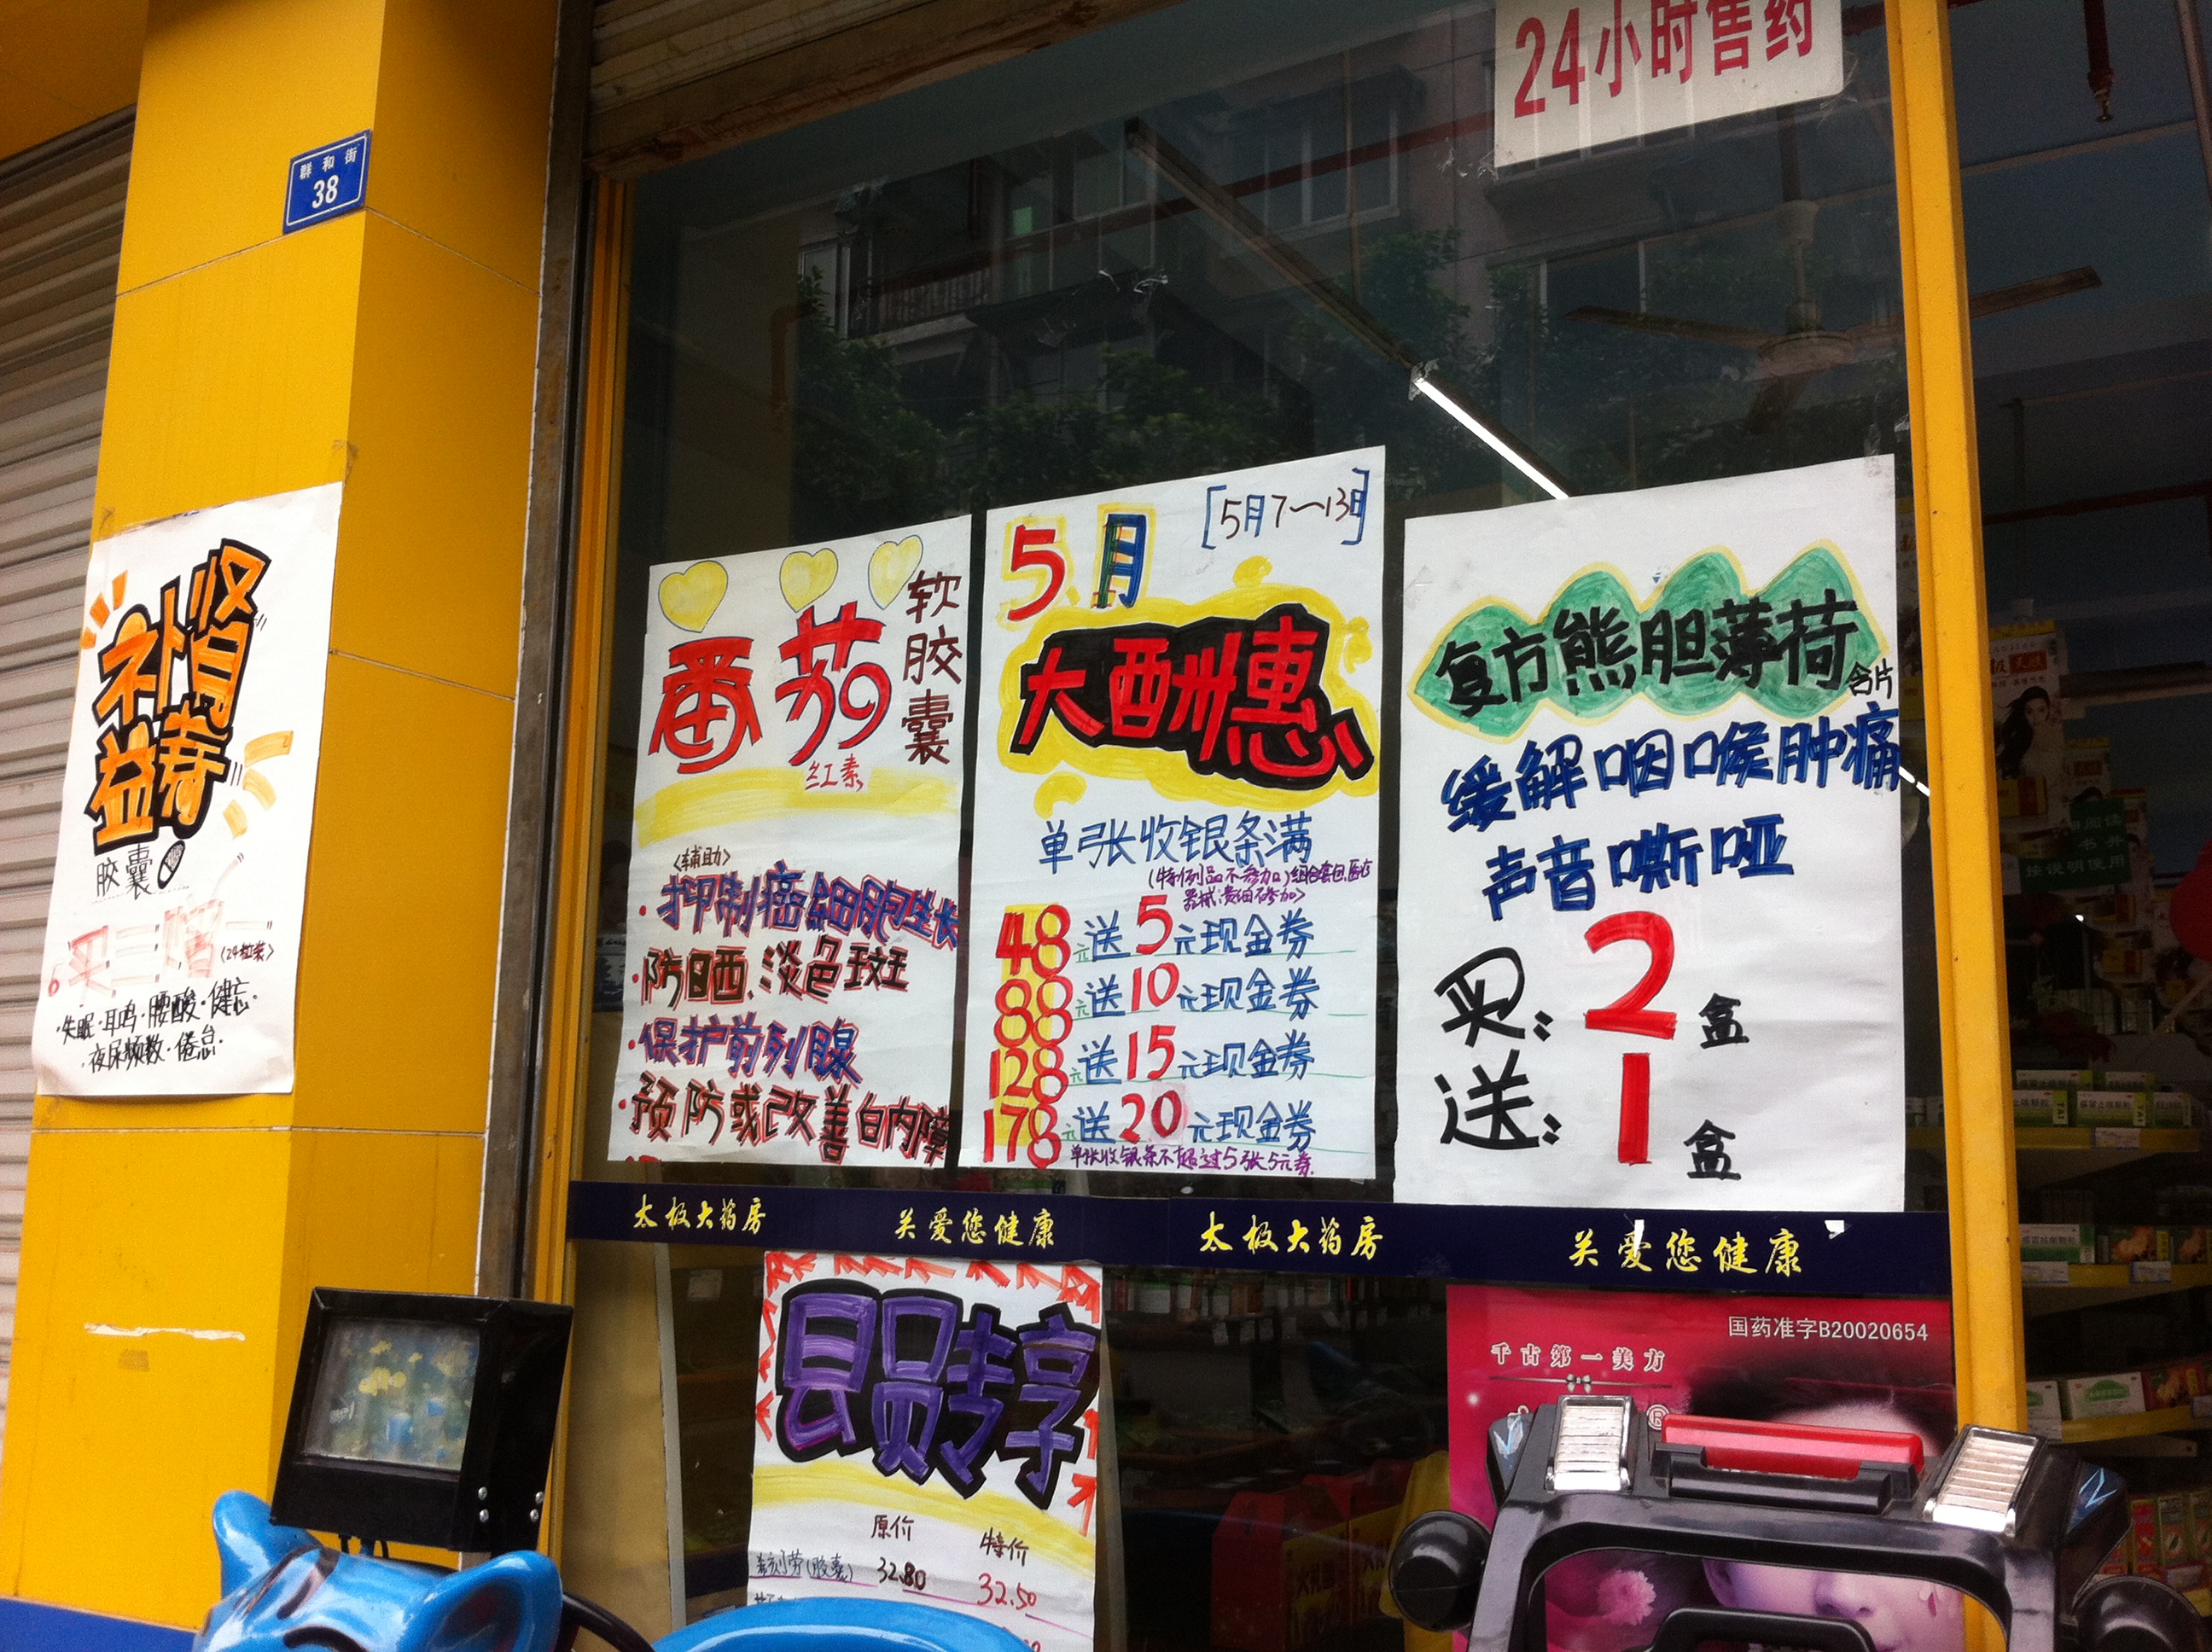 24小时售药
群和街
38
补肾
益寿
胶囊
买三赠一
(24粒装)
·失眠·耳鸣·腰酸·健忘·
·夜尿频数·倦怠·
番茄
红素
软胶囊
<辅助>
·抑制癌细胞生长
·防晒、淡色斑
·保护前列腺
·预防或改善白内障
5月
[5月7—13日]
大酬惠
单张收银条满
48元送5元现金券
88元送10元现金券
128元送15元现金券
178元送20元现金券
单张收银条不超过5张5元券
复方熊胆薄荷含片
缓解咽喉肿痛
声音嘶哑
买:2盒
送:1盒
太极大药房 关爱您健康 太极大药房 关爱您健康
员专享
原价 特价
32.80 32.50
国药准字B20020654
千古第一美方